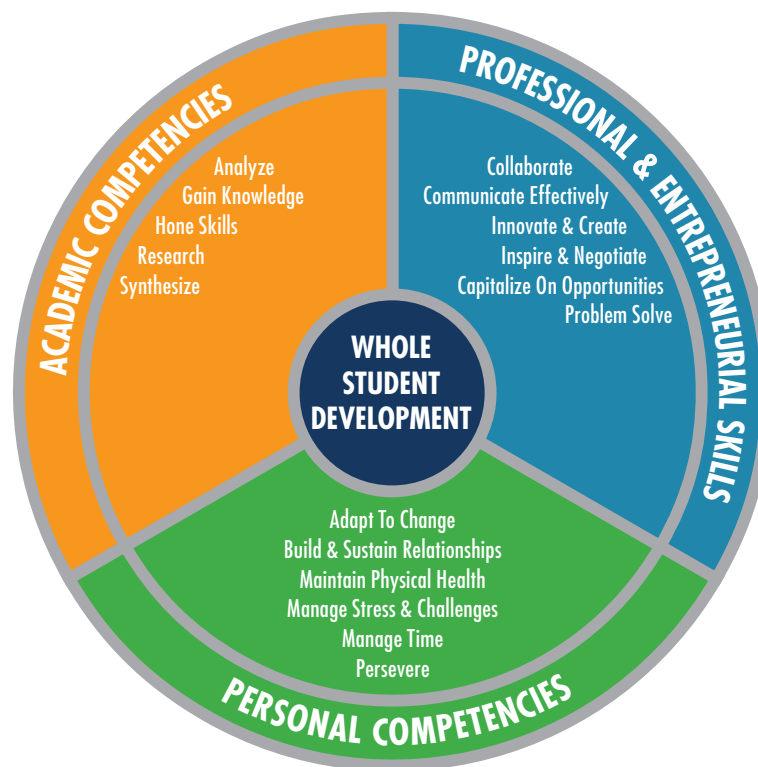 ACADEMIC COMPETENCIES
Analyze
Gain Knowledge
Hone Skills
Research
Synthesize
PROFESSIONAL & ENTREPRENEURIAL SKILLS
Collaborate
Communicate Effectively
Innovate & Create
Inspire & Negotiate
Capitalize On Opportunities
Problem Solve
WHOLE
STUDENT
DEVELOPMENT
Adapt To Change
Build & Sustain Relationships
Maintain Physical Health
Manage Stress & Challenges
Manage Time
Persevere
PERSONAL COMPETENCIES